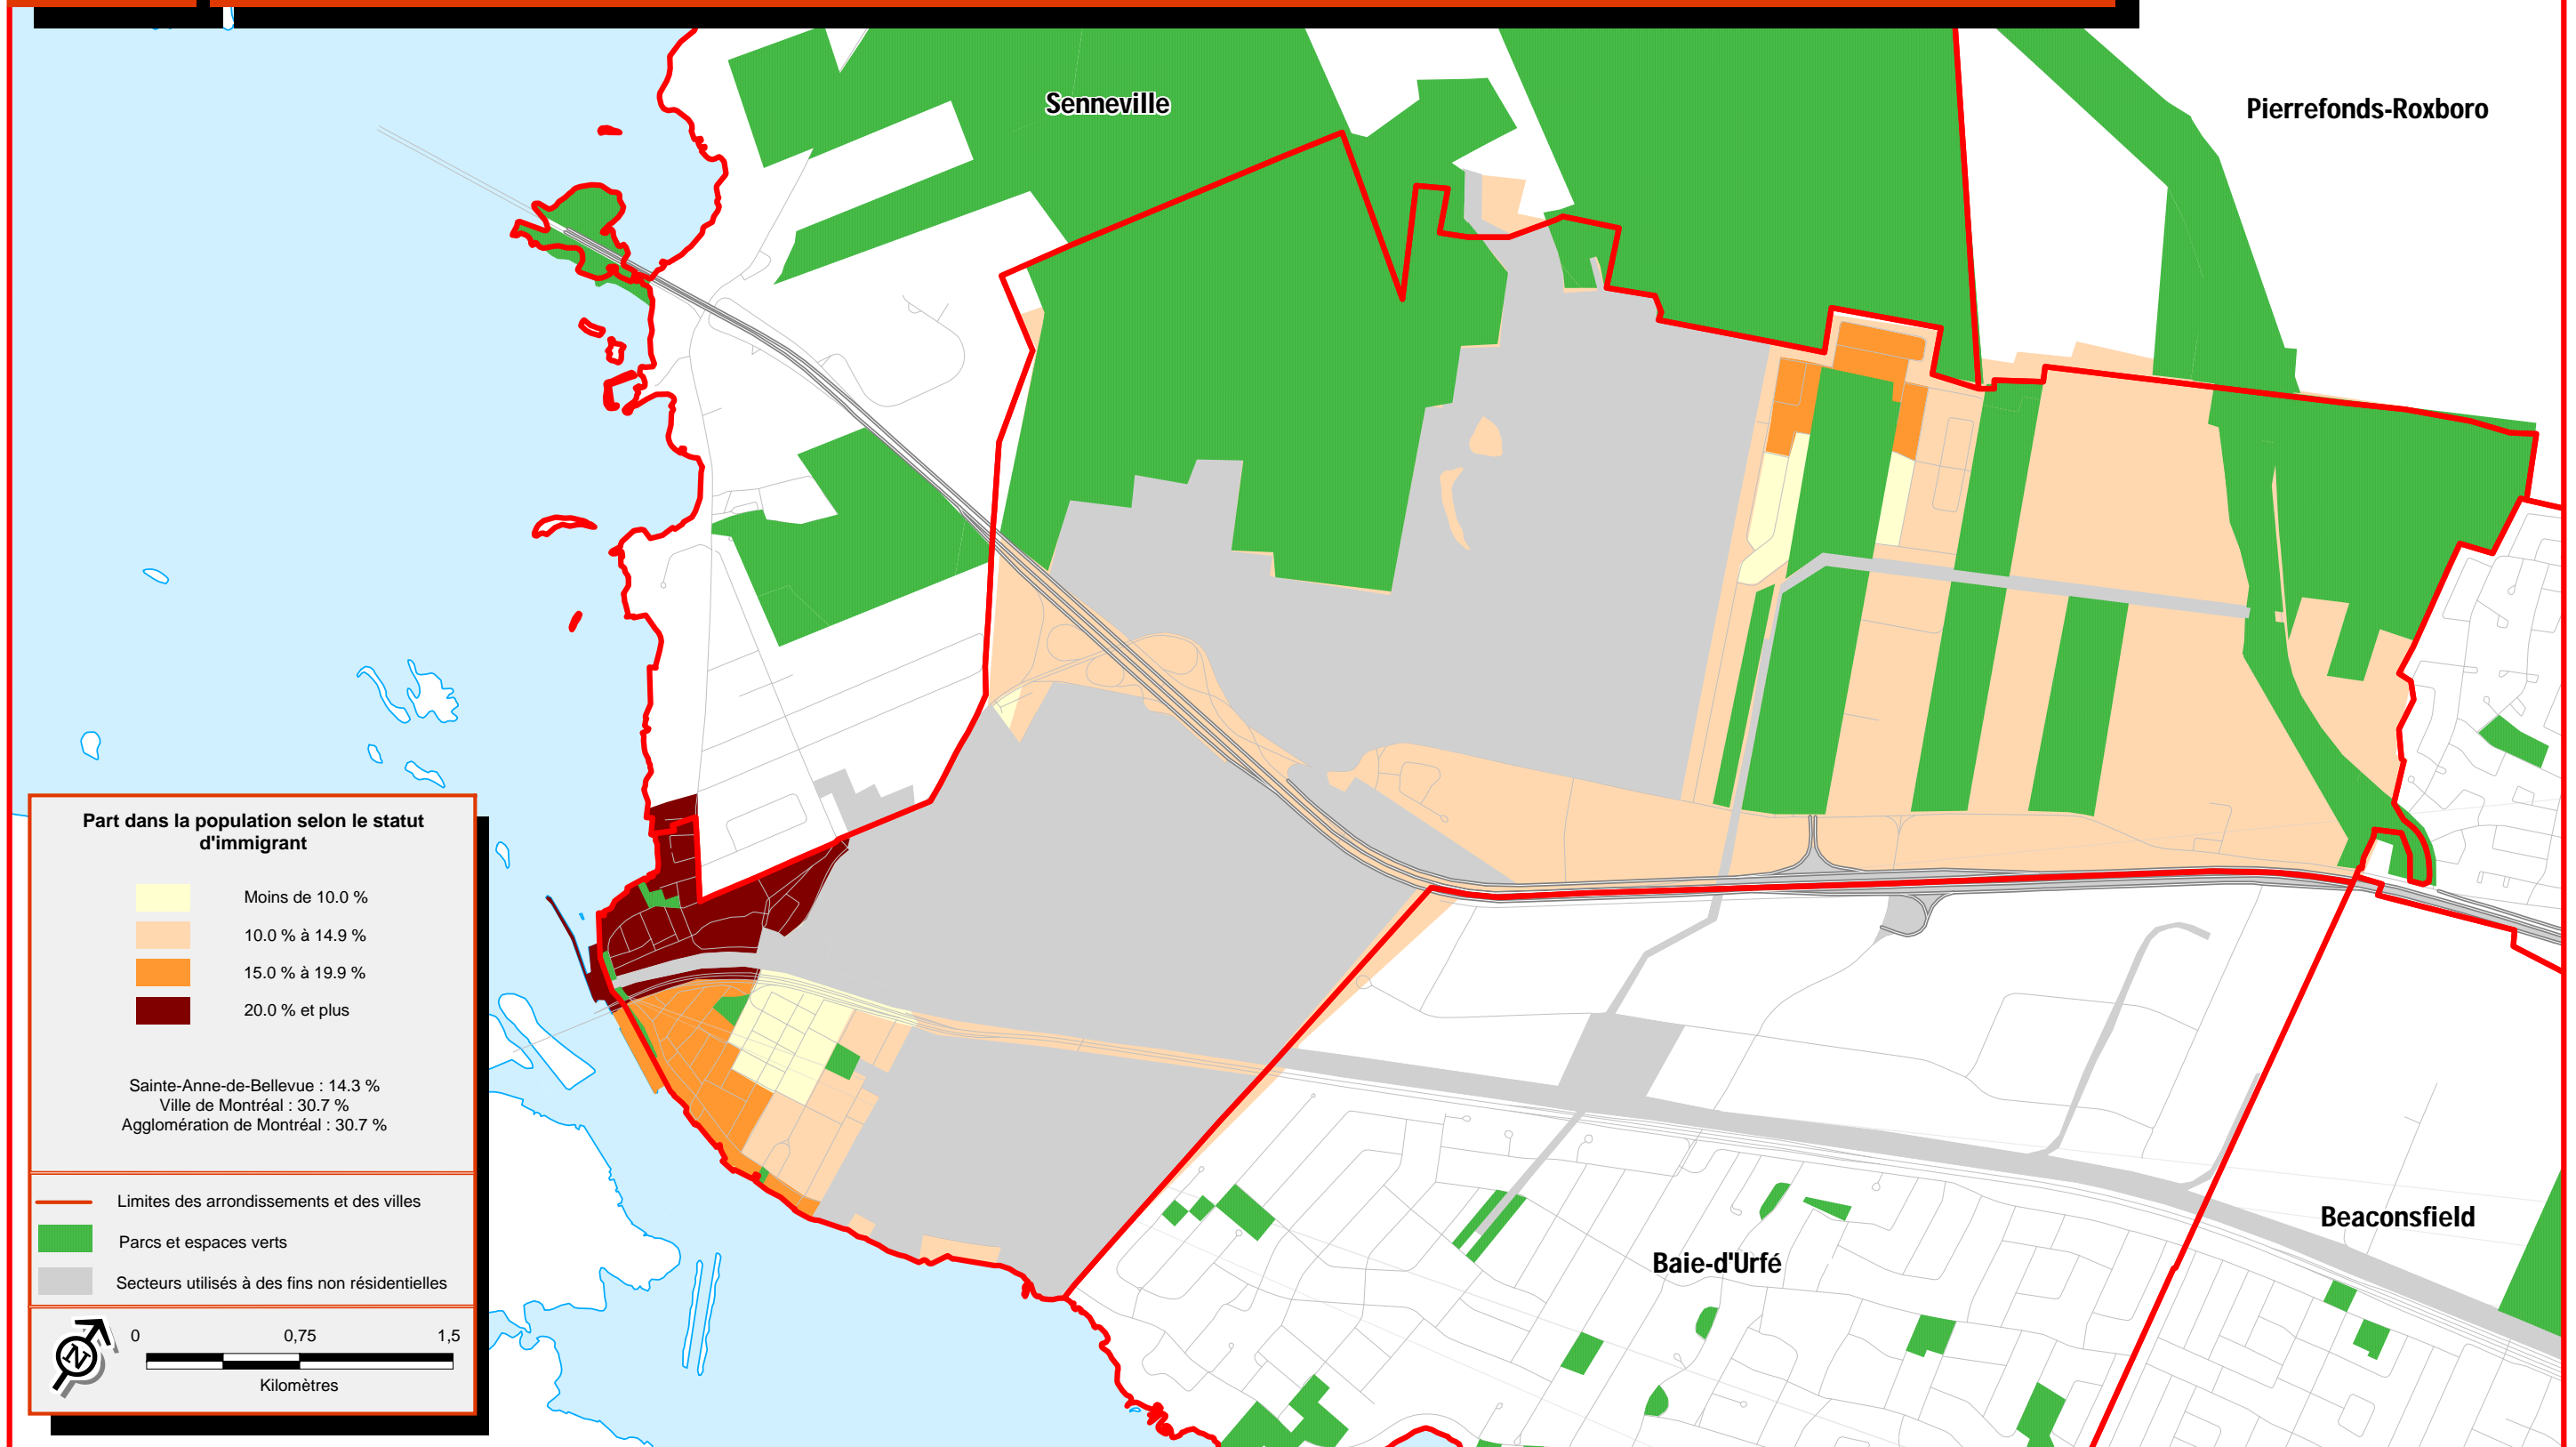 Senneville
Pierrefonds-Roxboro
Part dans la population selon le statut
d'immigrant
Moins de 10.0 %
10.0 % à 14.9 %
15.0 % à 19.9 %
20.0 % et plus
Sainte-Anne-de-Bellevue : 14.3 %
Ville de Montréal : 30.7 %
Agglomération de Montréal : 30.7 %
Limites des arrondissements et des villes
Parcs et espaces verts
Secteurs utilisés à des fins non résidentielles
N
0 0,75 1,5
Kilomètres
Baie-d'Urfé
Beaconsfield